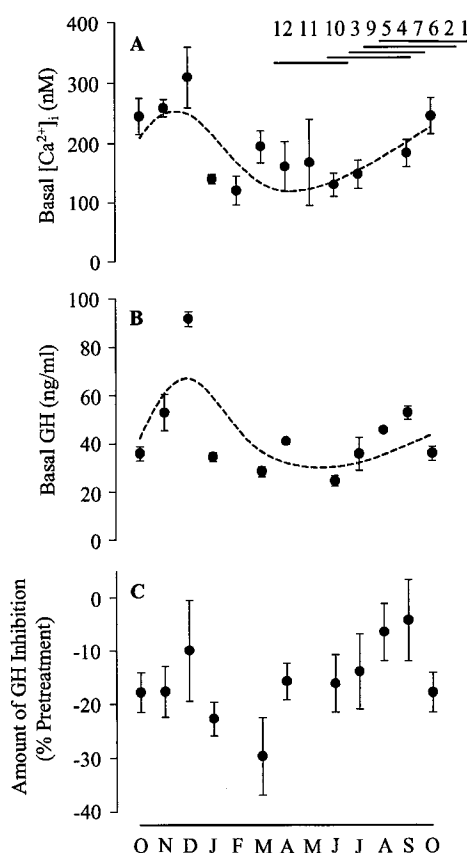 A
12 11 10 3 9 5 4 7 6 2 1
400
300
200
100
0
Basal [Ca²⁺]ᵢ (nM)
B
100
80
60
40
20
0
Basal GH (ng/ml)
C
0
-10
-20
-30
-40
Amount of GH Inhibition
(% Pretreatment)
O N D J F M A M J J A S O